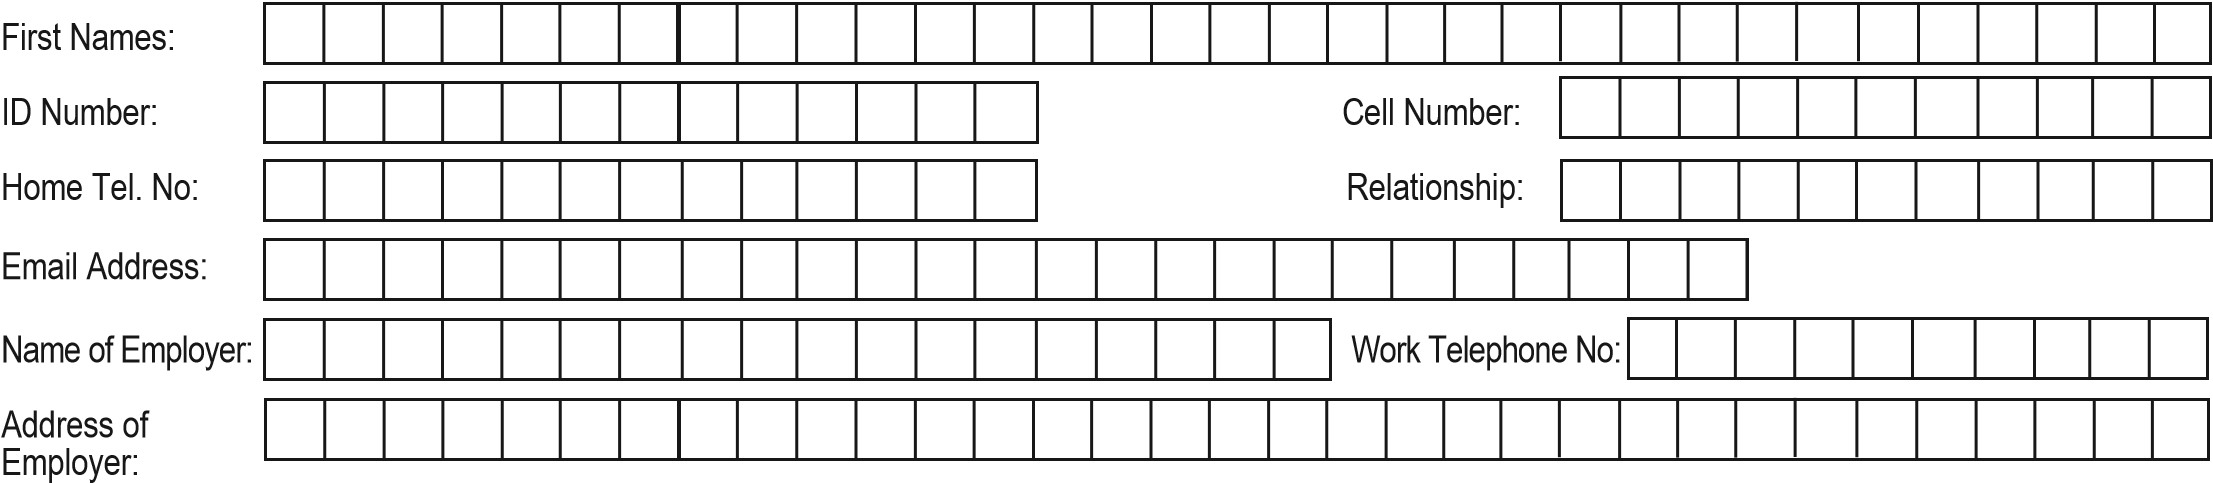 First Names:
ID Number: Cell Number:
Home Tel. No: Relationship:
Email Address:
Name of Employer: Work Telephone No:
Address of
Employer: